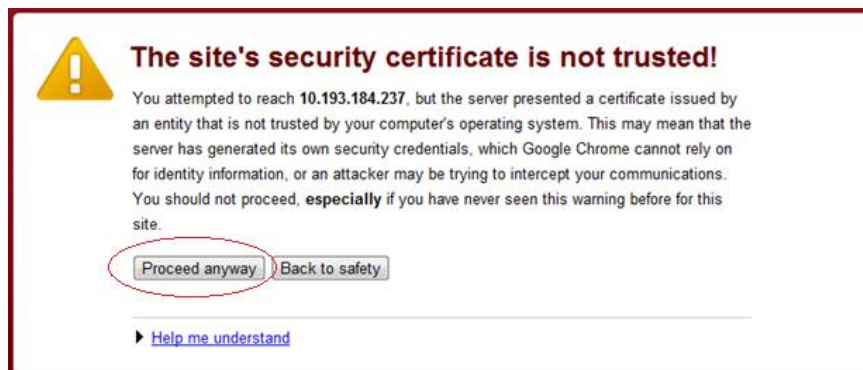 The site's security certificate is not trusted!
You attempted to reach 10.193.184.237, but the server presented a certificate issued by
an entity that is not trusted by your computer's operating system. This may mean that the
server has generated its own security credentials, which Google Chrome cannot rely on
for identity information, or an attacker may be trying to intercept your communications.
You should not proceed, especially if you have never seen this warning before for this
site.
Proceed anyway Back to safety
Help me understand